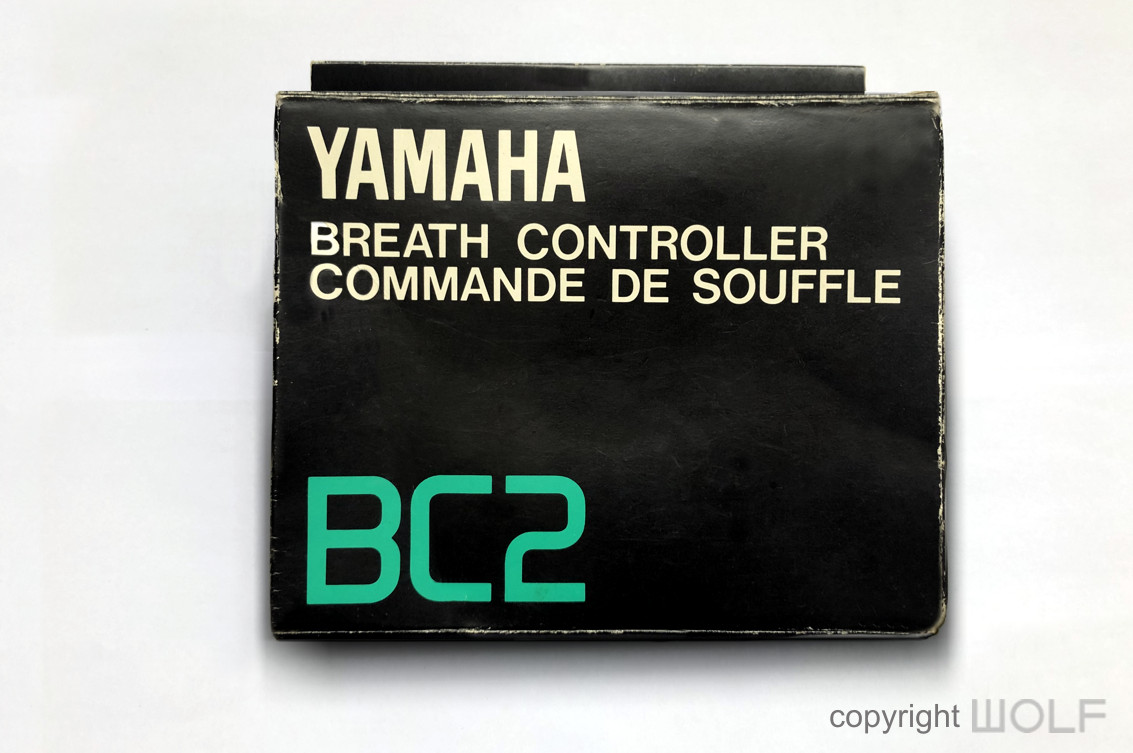 YAMAHA
BREATH CONTROLLER
COMMANDE DE SOUFFLE
BC2
copyright WOLF